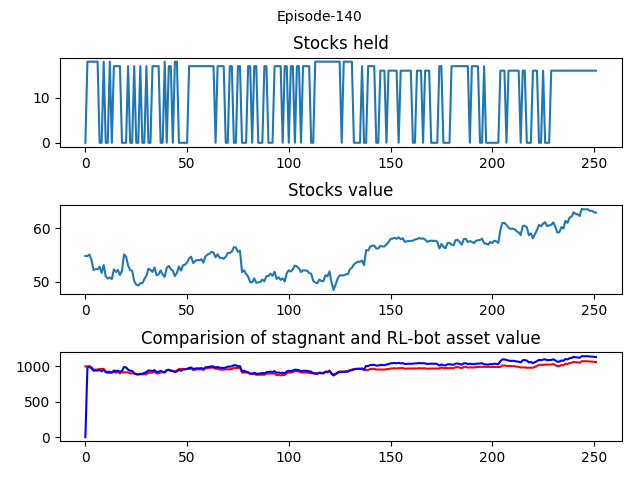 Episode-140
Stocks held
10
0
0 50 100 150 200 250
Stocks value
60
50
0 50 100 150 200 250
Comparision of stagnant and RL-bot asset value
1000
500
0
0 50 100 150 200 250